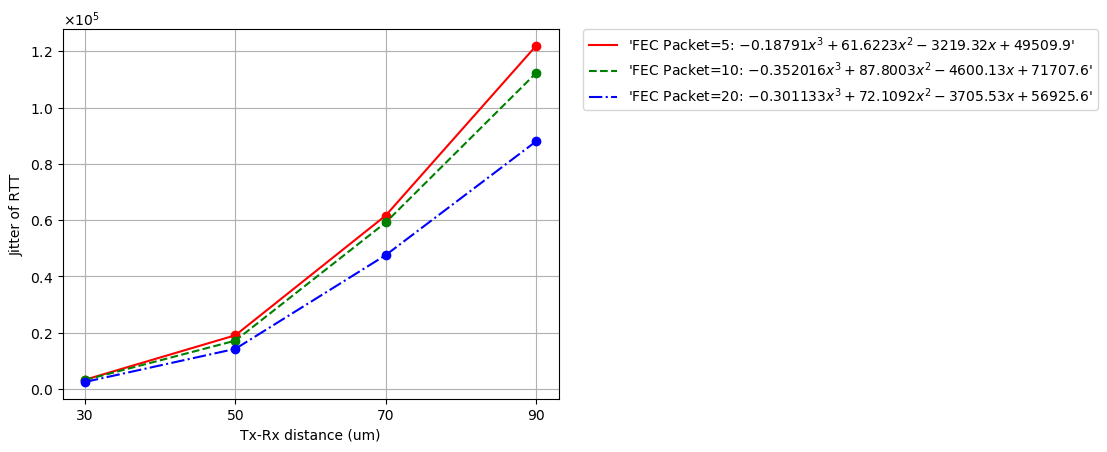 ×10⁵
1.2
1.0
0.8
0.6
0.4
0.2
0.0
Jitter of RTT
30 50 70 90
Tx-Rx distance (um)
'FEC Packet=5: −0.18791x³ + 61.6223x² − 3219.32x + 49509.9'
'FEC Packet=10: −0.352016x³ + 87.8003x² − 4600.13x + 71707.6'
'FEC Packet=20: −0.301133x³ + 72.1092x² − 3705.53x + 56925.6'